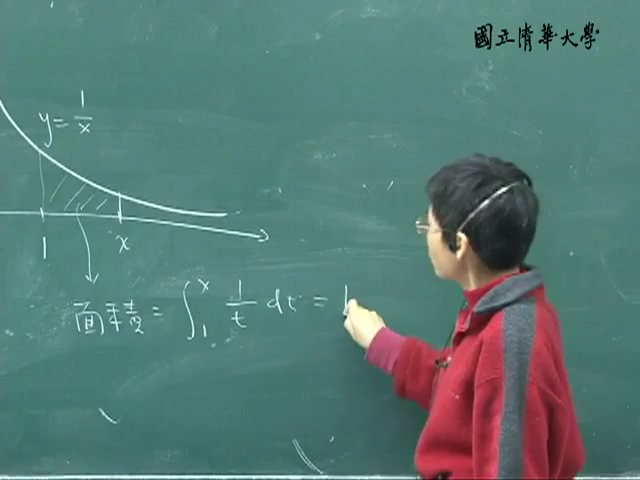 國立清華大學
y = 1/x
1 x
面積 = ∫₁ˣ 1/t dt = l